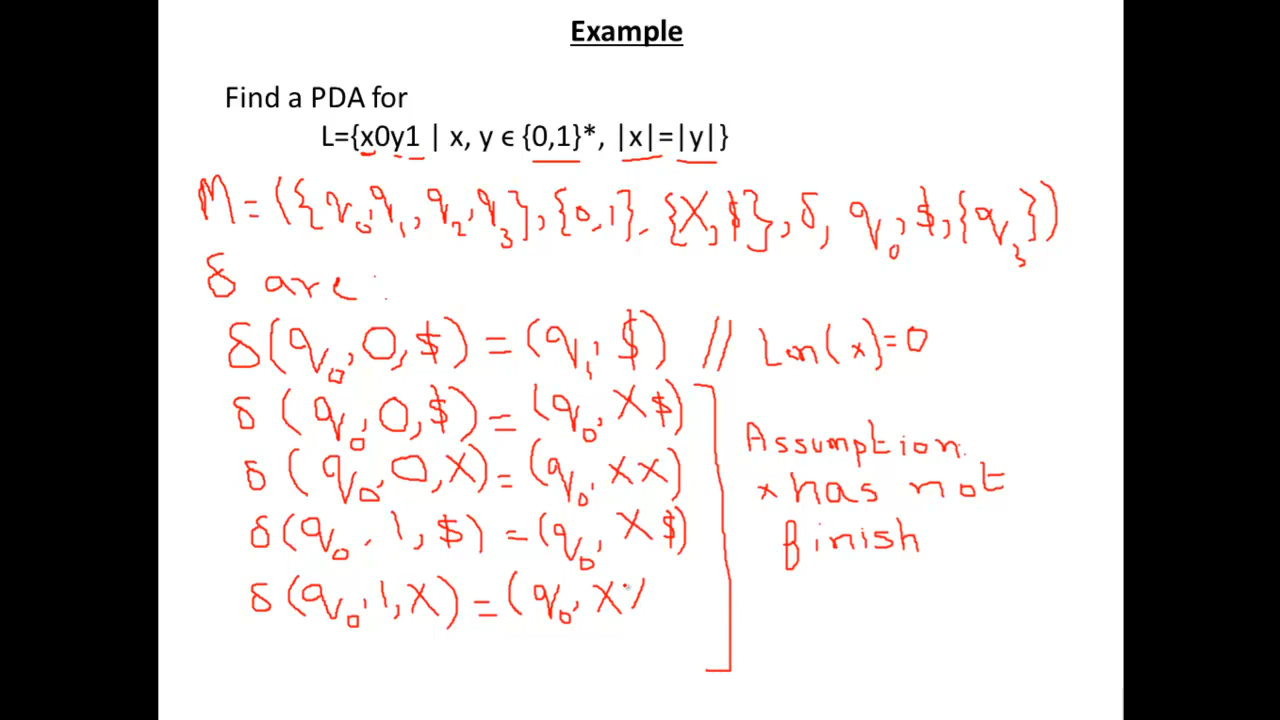 Example
Find a PDA for
L={x0y1 | x, y ϵ {0,1}*, |x|=|y|}
M = ({q₀, q₁, q₂, q₃}, {0,1}, {X, $}, δ, q₀, $, {q₃})
δ are :
δ(q₀, 0, $) = (q₁, $) // Len(x)=0
δ (q₀, 0, $) = (q₀, X$)
δ (q₀, 0, X) = (q₀, XX)
δ(q₀, 1, $) = (q₀, X$)
δ (q₀, 1, X) = (q₀, X
Assumption.
x has not
finish